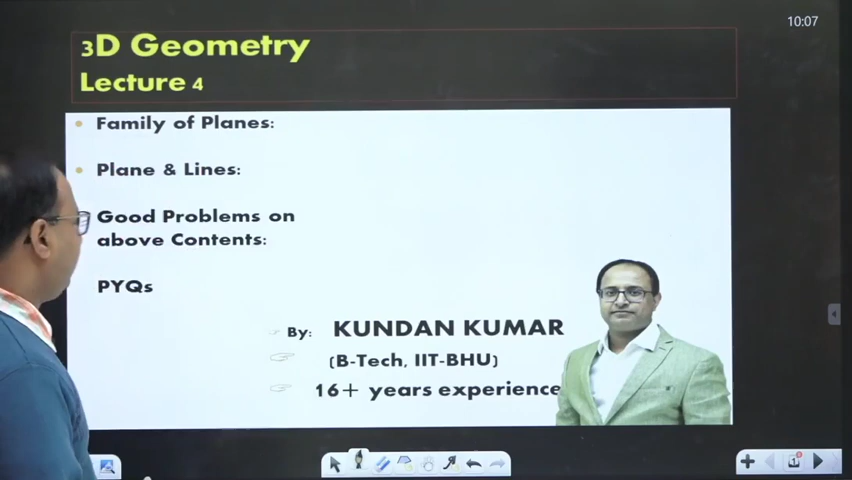 10:07
3D Geometry
Lecture 4
Family of Planes:
Plane & Lines:
Good Problems on
above Contents:
PYQs
By: KUNDAN KUMAR
(B-Tech, IIT-BHU)
16+ years experience